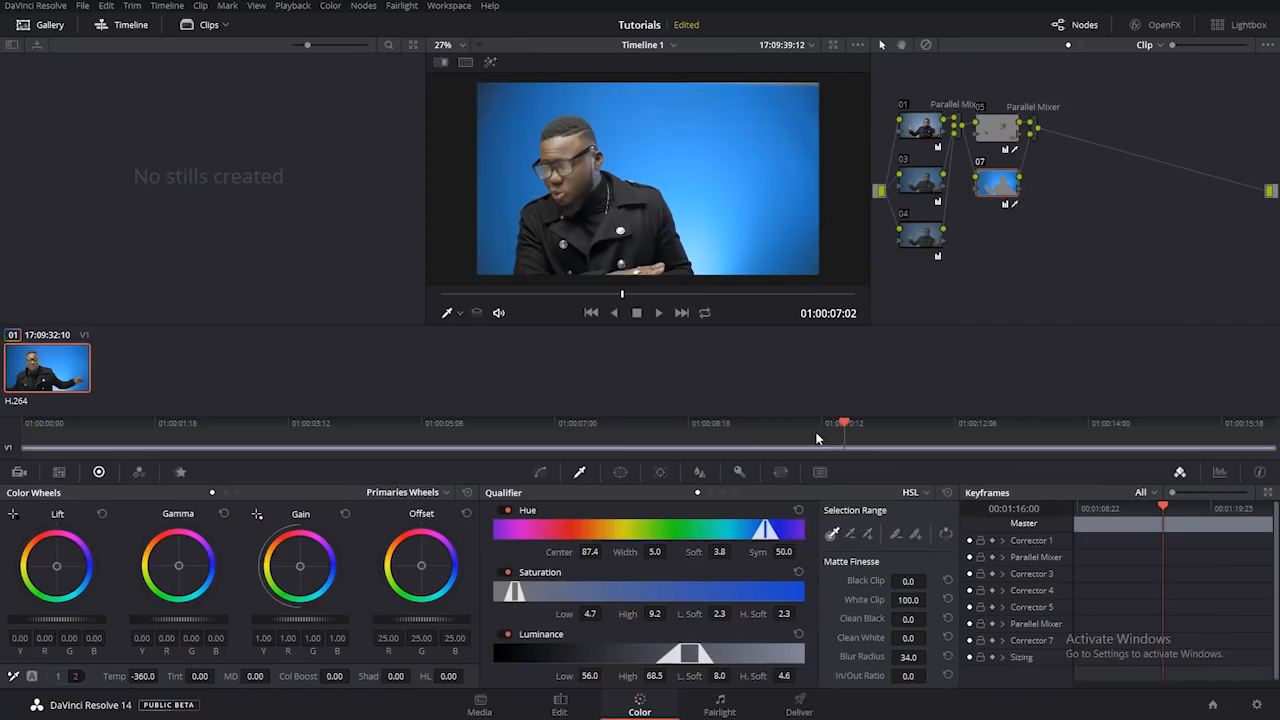 DaVinci Resolve File Edit Trim Timeline Clip Mark View Playback Color Nodes Fairlight Workspace Help
Gallery Timeline Clips Tutorials Edited Nodes OpenFX Lightbox
27% Timeline 1 17:09:39:12 Clip
01 Parallel Mix 05 Parallel Mixer
03 07
04
No stills created
01:00:07:02
01 17:09:32:10 V1
H.264
01:00:00:00 01:00:01:18 01:00:03:12 01:00:05:06 01:00:07:00 01:00:08:18 01:00:12:06 01:00:14:00 01:00:15:18
V1
Color Wheels Primaries Wheels Qualifier HSL Keyframes All
Lift Gamma Gain Offset Hue Selection Range 00:01:16:00 00:01:08:22 00:01:19:23
Master
Center 87.4 Width 5.0 Soft 3.8 Sym 50.0 Corrector 1
Saturation Matte Finesse Parallel Mixer
Black Clip 0.0 Corrector 3
White Clip 100.0 Corrector 4
Low 4.7 High 9.2 L. Soft 2.3 H. Soft 2.3 Clean Black 0.0 Corrector 5
Luminance Clean White 0.0 Parallel Mixer
0.00 0.00 0.00 0.00 0.00 0.00 0.00 0.00 1.00 1.00 1.00 1.00 25.00 25.00 25.00 Corrector 7 Activate Windows
Y R G B Y R G B Y R G B R G B Blur Radius 34.0 Sizing Go to Settings to activate Windows.
A 1 2 Temp -360.0 Tint 0.00 MD 0.00 Col Boost 0.00 Shad 0.00 HL 0.00 Low 56.0 High 68.5 L. Soft 8.0 H. Soft 4.6 In/Out Ratio 0.0
DaVinci Resolve 14 PUBLIC BETA Media Edit Color Fairlight Deliver